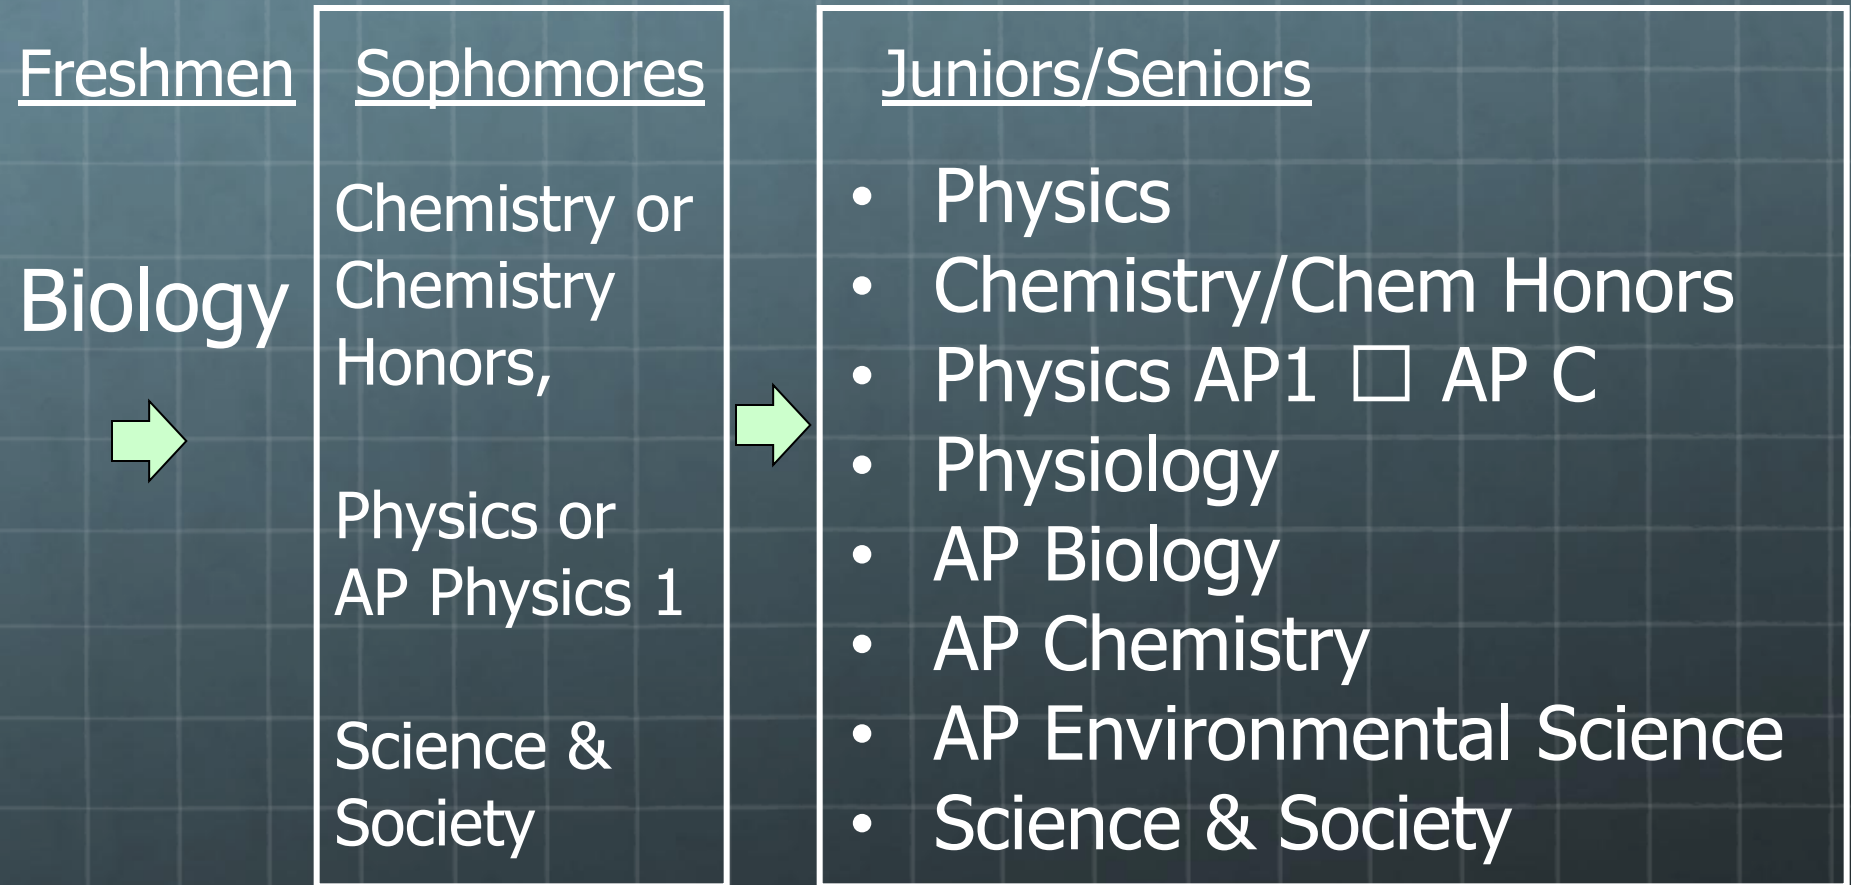 Freshmen
Biology
Sophomores
Chemistry or
Chemistry
Honors,
Physics or
AP Physics 1
Science &
Society
Juniors/Seniors
• Physics
• Chemistry/Chem Honors
• Physics AP1 □ AP C
• Physiology
• AP Biology
• AP Chemistry
• AP Environmental Science
• Science & Society